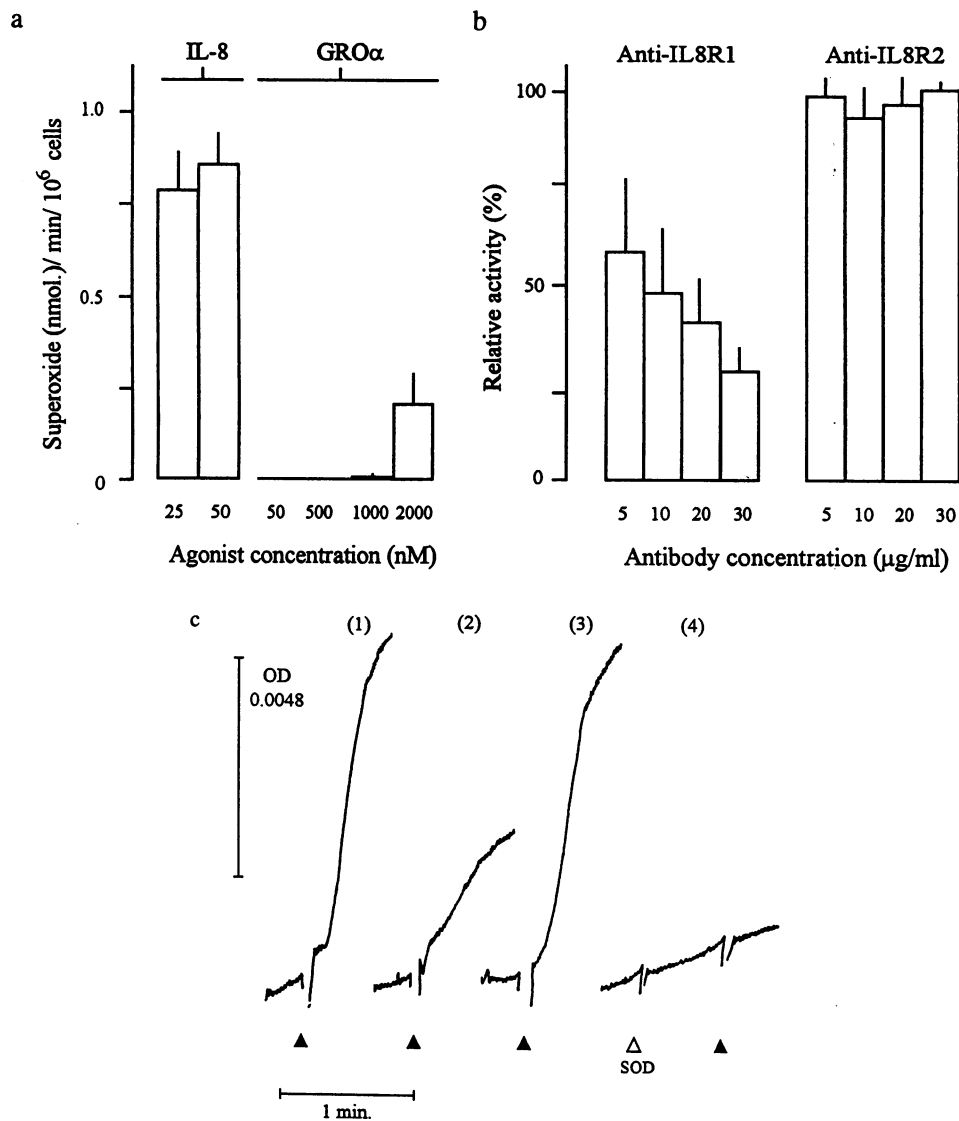 a
IL-8 GROα
1.0
0.5
0
Superoxide (nmol.)/ min/ 10⁶ cells
25 50 50 500 1000 2000
Agonist concentration (nM)
b
Anti-IL8R1 Anti-IL8R2
100
50
0
Relative activity (%)
5 10 20 30 5 10 20 30
Antibody concentration (μg/ml)
c (1) (2) (3) (4)
OD
0.0048
SOD
1 min.